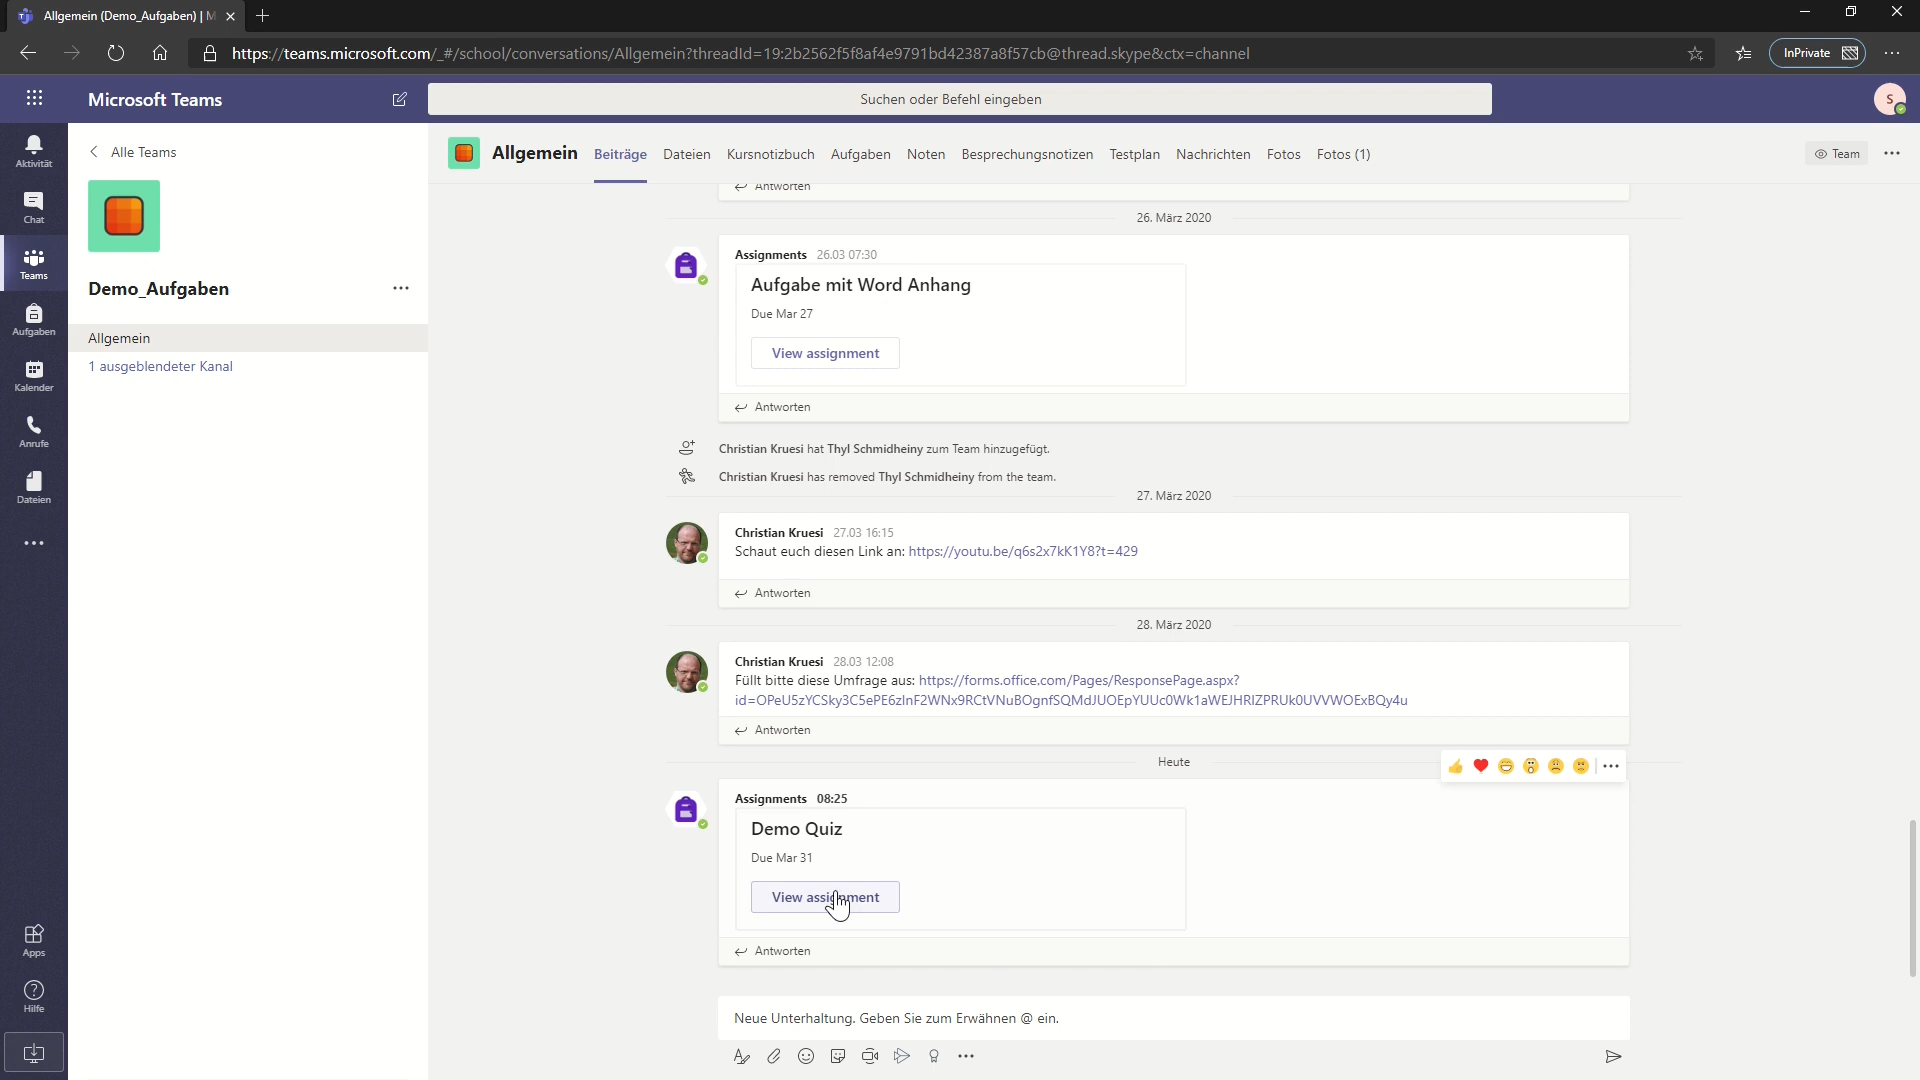 Allgemein (Demo_Aufgaben) | M
https://teams.microsoft.com/_#/school/conversations/Allgemein?threadId=19:2b2562f5f8af4e9791bd42387a8f57cb@thread.skype&ctx=channel
InPrivate
Microsoft Teams
Suchen oder Befehl eingeben
S
Aktivität
Chat
Teams
Aufgaben
Kalender
Anrufe
Dateien
Apps
Hilfe
Alle Teams
Demo_Aufgaben
Allgemein
1 ausgeblendeter Kanal
Allgemein Beiträge Dateien Kursnotizbuch Aufgaben Noten Besprechungsnotizen Testplan Nachrichten Fotos Fotos (1)
Team
Antworten
26. März 2020
Assignments 26.03 07:30
Aufgabe mit Word Anhang
Due Mar 27
View assignment
Antworten
Christian Kruesi hat Thyl Schmidheiny zum Team hinzugefügt.
Christian Kruesi has removed Thyl Schmidheiny from the team.
27. März 2020
Christian Kruesi 27.03 16:15
Schaut euch diesen Link an: https://youtu.be/q6s2x7kK1Y8?t=429
Antworten
28. März 2020
Christian Kruesi 28.03 12:08
Füllt bitte diese Umfrage aus: https://forms.office.com/Pages/ResponsePage.aspx?
id=OPeU5zYCSky3C5ePE6zlnF2WNx9RCtVNuBOgnfSQMdJUOEpYUUc0Wk1aWEJHRlZPRUk0UVVWOExBQy4u
Antworten
Heute
Assignments 08:25
Demo Quiz
Due Mar 31
View assignment
Antworten
Neue Unterhaltung. Geben Sie zum Erwähnen @ ein.